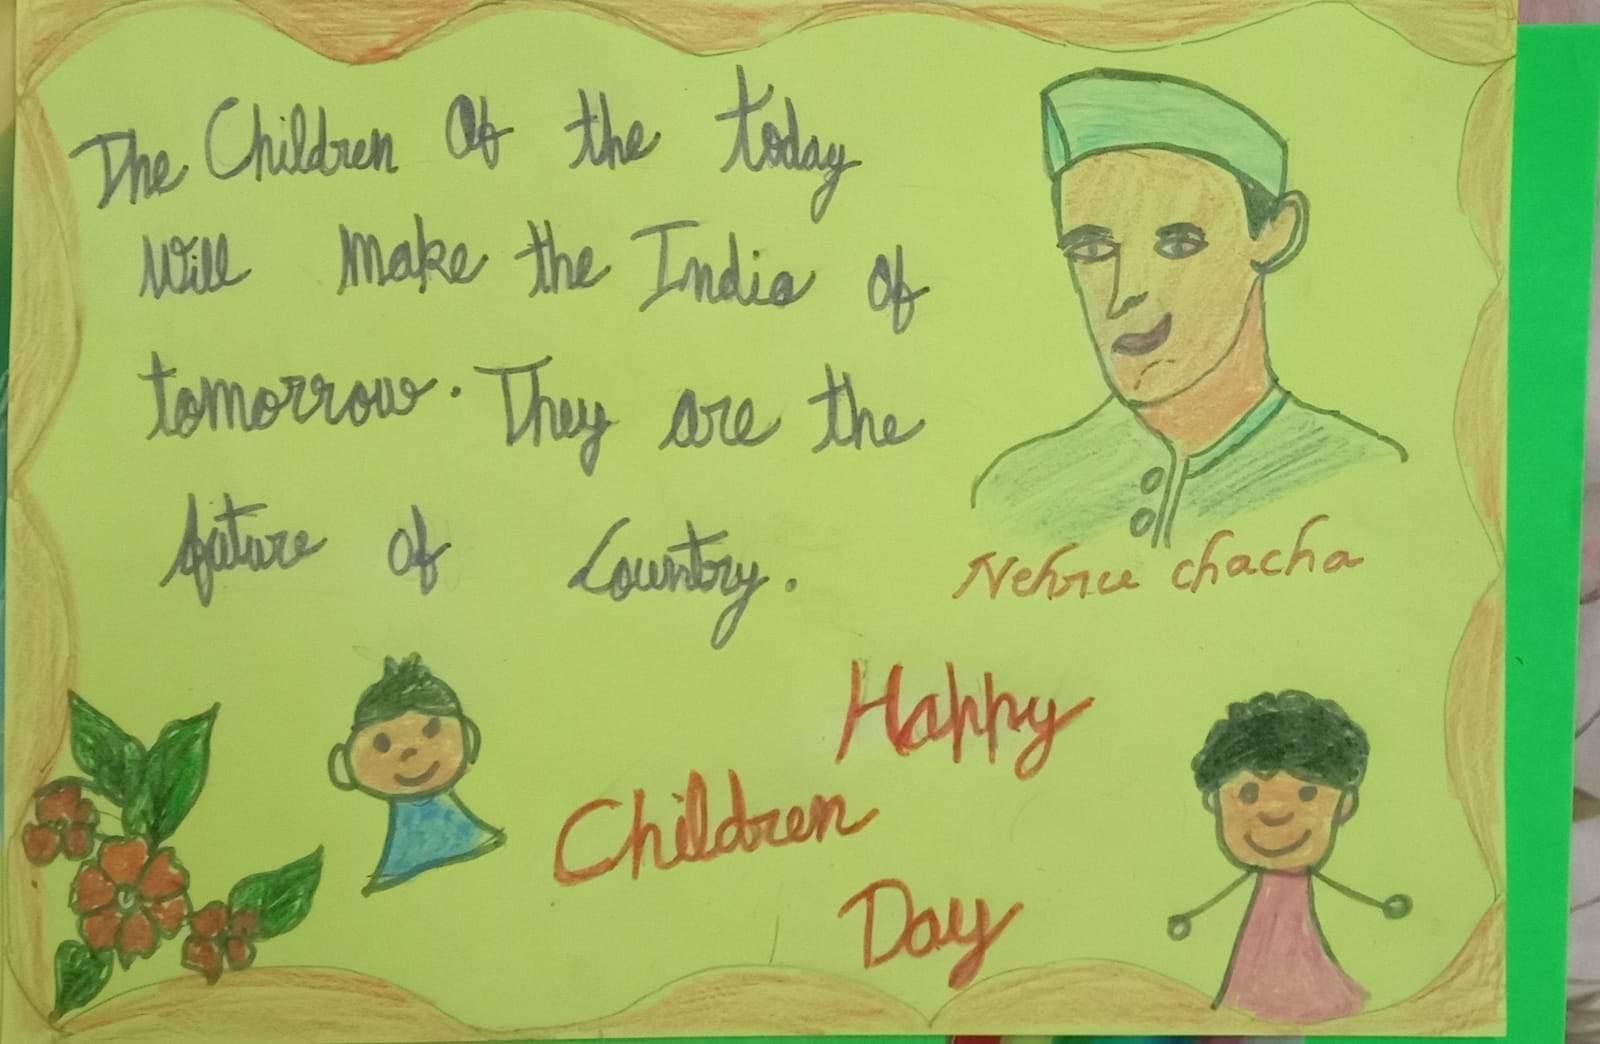 The Children Of the today
Will make the India of
tomorrow. They are the
future of Country.
Nehru chacha
Happy
Children
Day